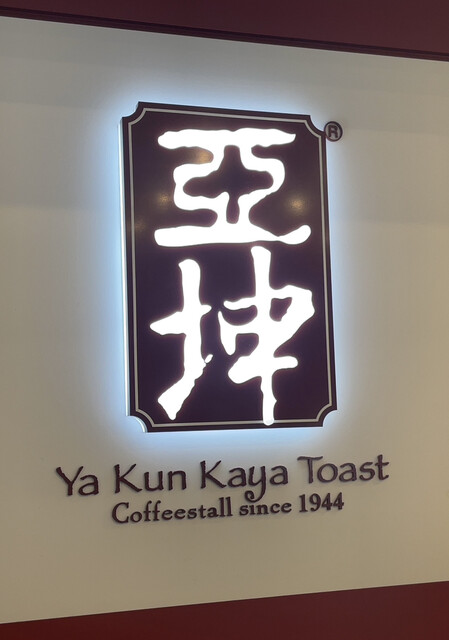 亞
坤
®
Ya Kun Kaya Toast
Coffeestall since 1944